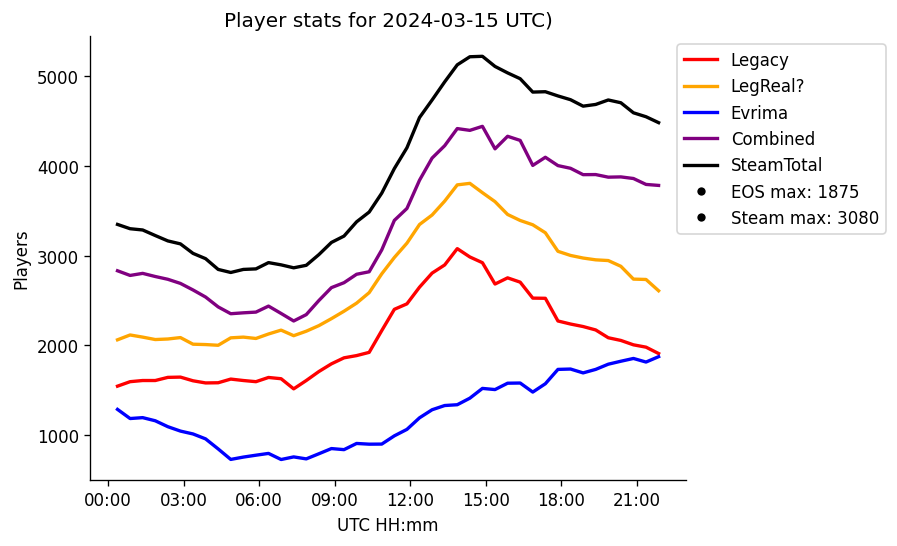 Player stats for 2024-03-15 UTC)
Players
5000
4000
3000
2000
1000
00:00 03:00 06:00 09:00 12:00 15:00 18:00 21:00
UTC HH:mm
Legacy
LegReal?
Evrima
Combined
SteamTotal
EOS max: 1875
Steam max: 3080